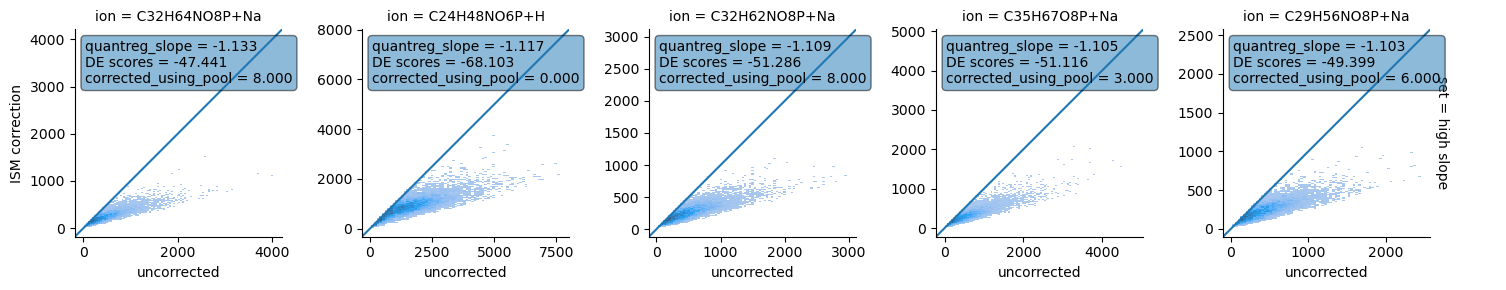 ion = C32H64NO8P+Na
quantreg_slope = -1.133
DE scores = -47.441
corrected_using_pool = 8.000
4000
3000
2000
1000
0
ISM correction
0 2000 4000
uncorrected
ion = C24H48NO6P+H
quantreg_slope = -1.117
DE scores = -68.103
corrected_using_pool = 0.000
8000
6000
4000
2000
0
0 2500 5000 7500
uncorrected
ion = C32H62NO8P+Na
quantreg_slope = -1.109
DE scores = -51.286
corrected_using_pool = 8.000
3000
2500
2000
1500
1000
500
0
0 1000 2000 3000
uncorrected
ion = C35H67O8P+Na
quantreg_slope = -1.105
DE scores = -51.116
corrected_using_pool = 3.000
5000
4000
3000
2000
1000
0
0 2000 4000
uncorrected
ion = C29H56NO8P+Na
quantreg_slope = -1.103
DE scores = -49.399
corrected_using_pool = 6.000
2500
2000
1500
1000
500
0
0 1000 2000
uncorrected
set = high slope